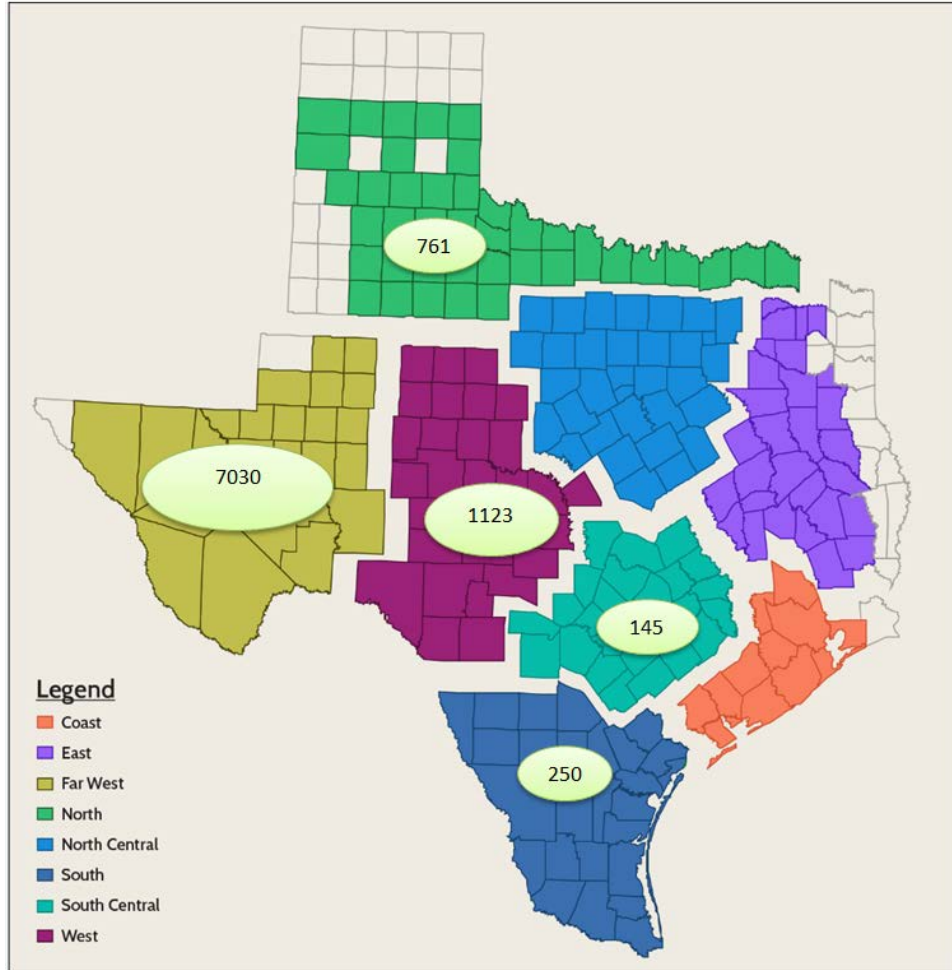 761
7030
1123
145
250
Legend
Coast
East
Far West
North
North Central
South
South Central
West